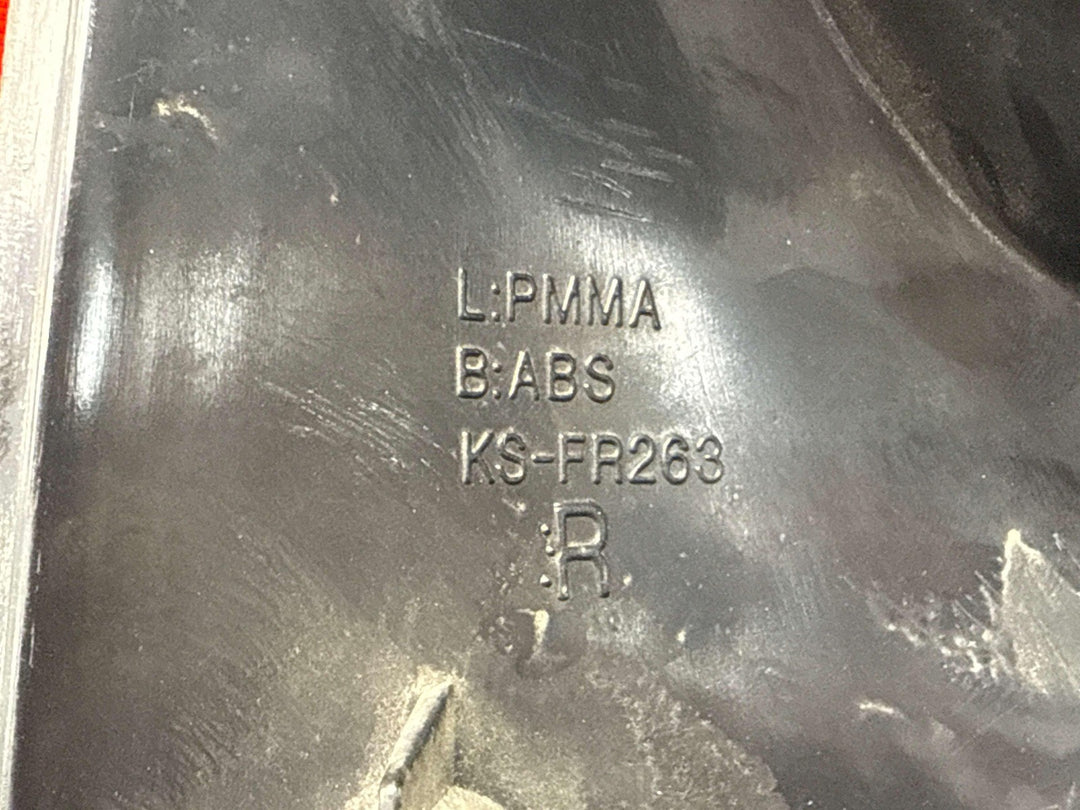 L:PMMA
B:ABS
KS-FR263
:R